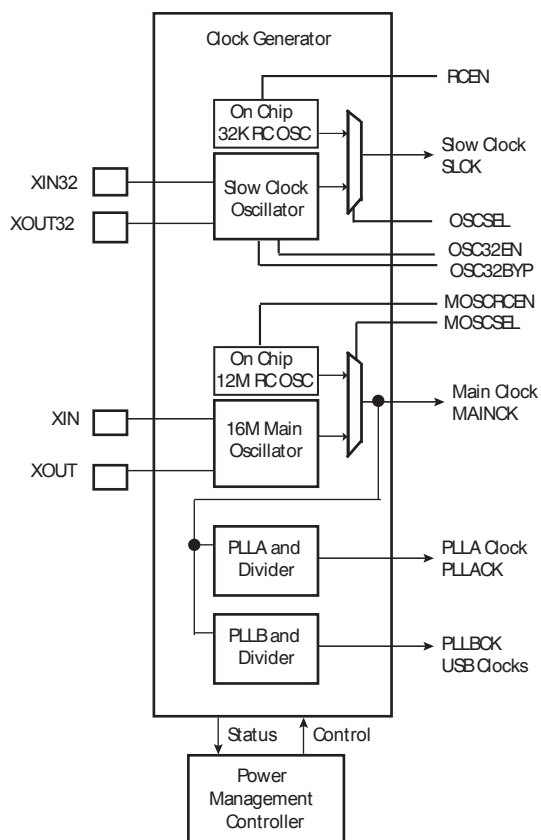 Clock Generator
RCEN
On Chip
32K RC OSC
Slow Clock
SLCK
XIN32
Slow Clock
Oscillator
XOUT32
OSCSEL
OSC32EN
OSC32BYP
MOSCRCEN
MOSCSEL
On Chip
12M RC OSC
Main Clock
MAINCK
XIN
16M Main
Oscillator
XOUT
PLLA and
Divider
PLLA Clock
PLLACK
PLLB and
Divider
PLLBCK
USB Clocks
Status
Control
Power
Management
Controller